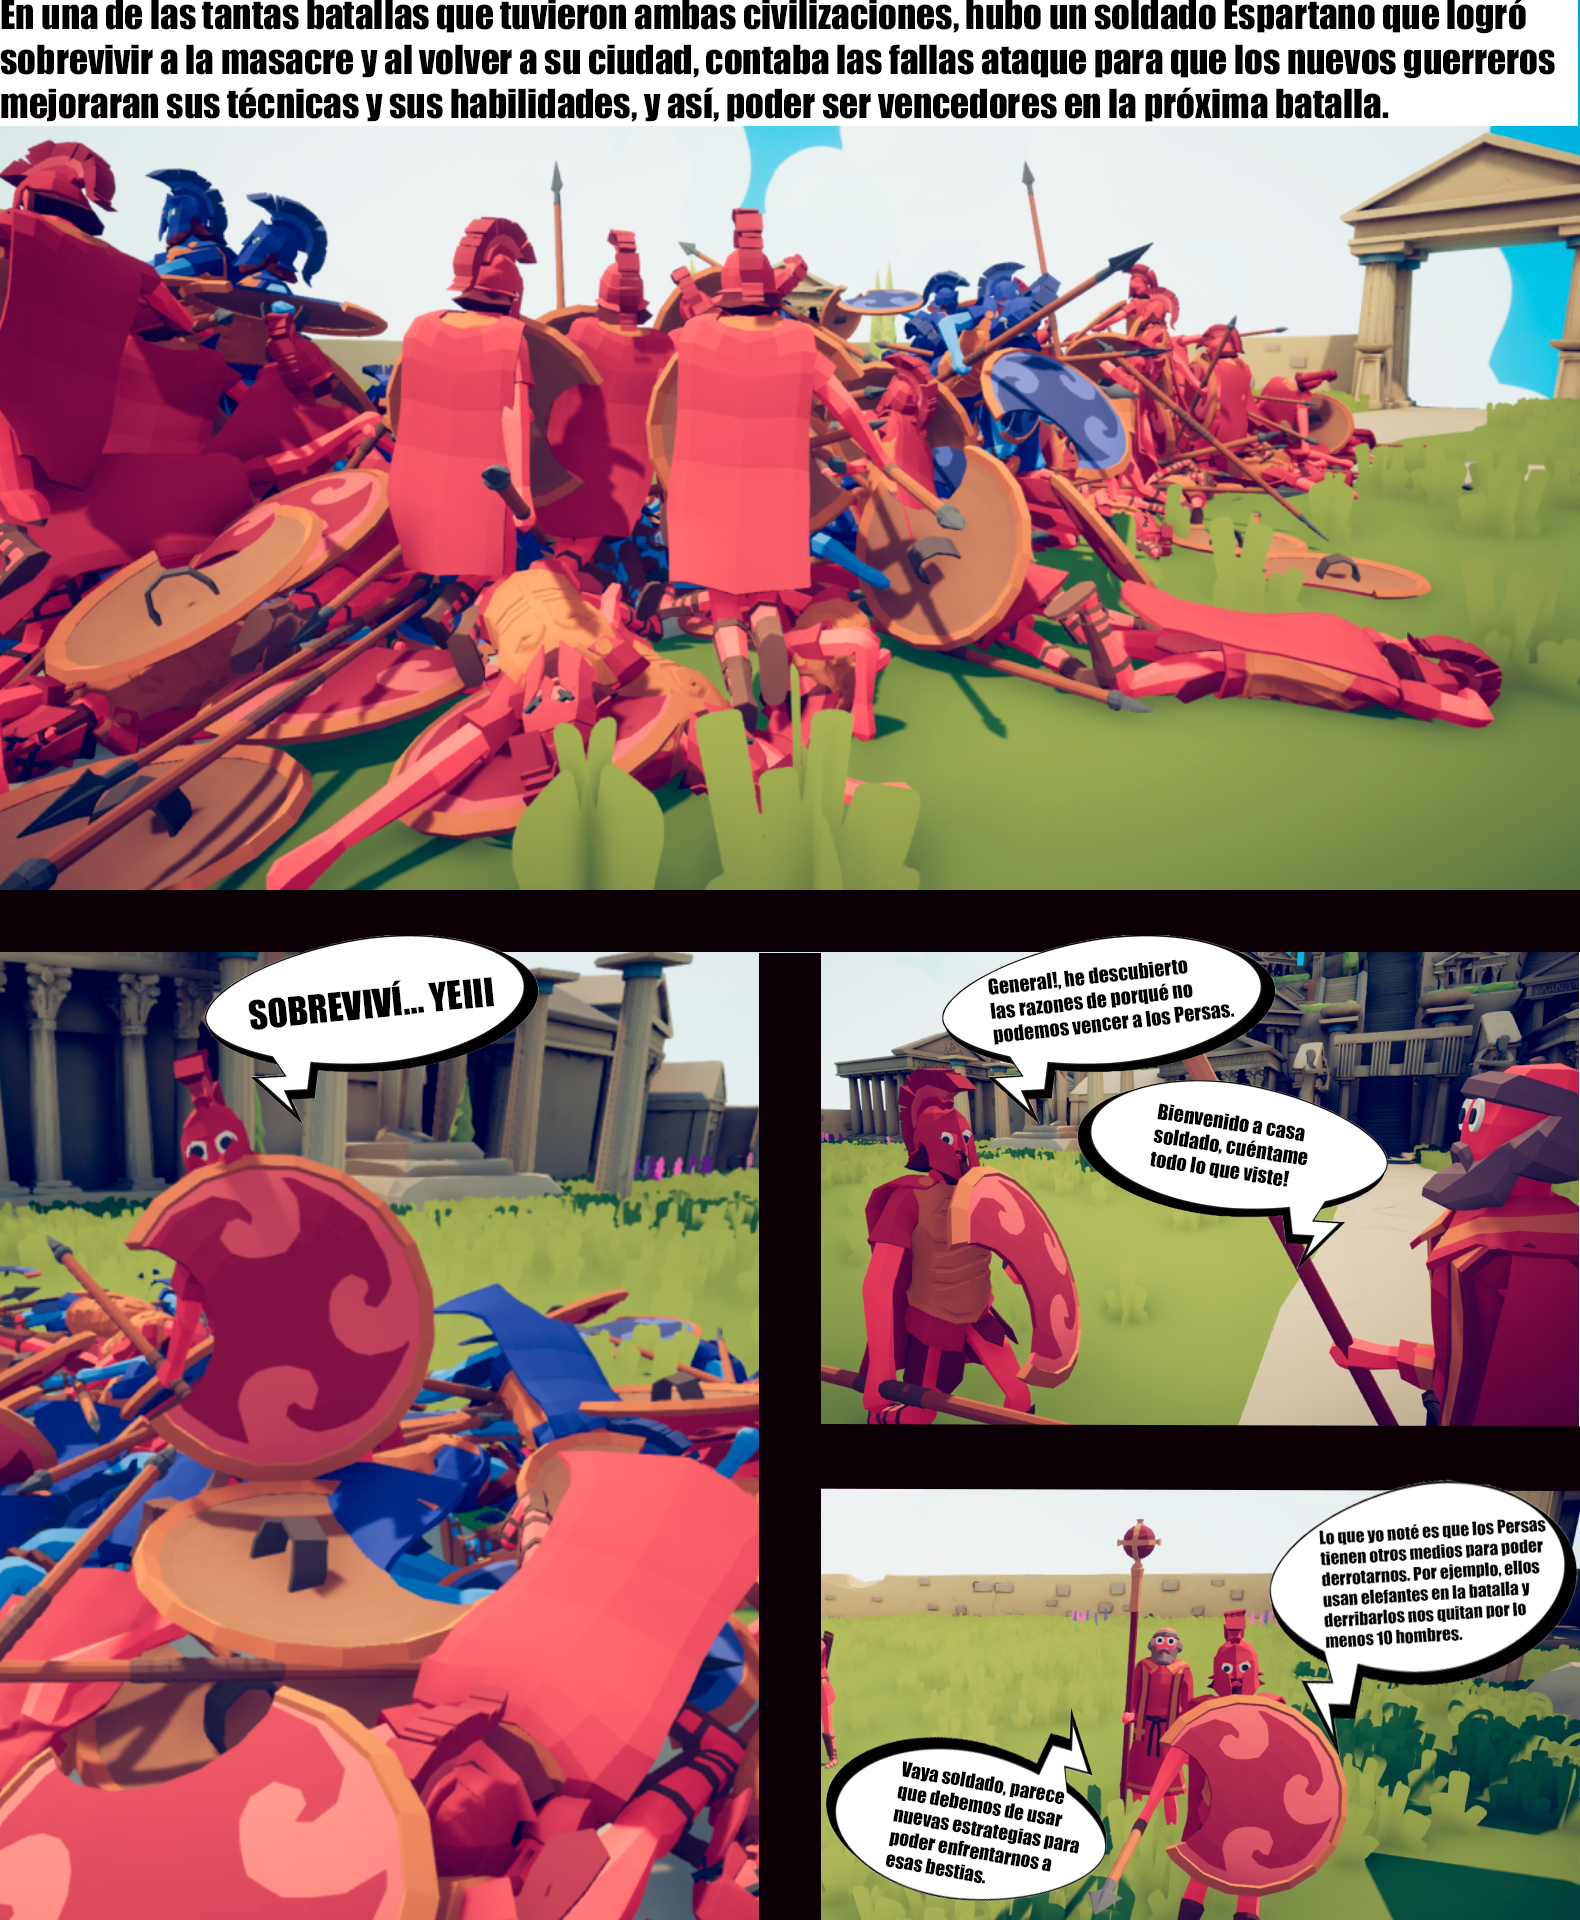 En una de las tantas batallas que tuvieron ambas civilizaciones, hubo un soldado Espartano que logró
sobrevivir a la masacre y al volver a su ciudad, contaba las fallas ataque para que los nuevos guerreros
mejoraran sus técnicas y sus habilidades, y así, poder ser vencedores en la próxima batalla.
SOBREVIVÍ... YEIII
General!, he descubierto
las razones de porqué no
podemos vencer a los Persas.
Bienvenido a casa
soldado, cuéntame
todo lo que viste!
Lo que yo noté es que los Persas
tienen otros medios para poder
derrotarnos. Por ejemplo, ellos
usan elefantes en la batalla y
derribarlos nos quitan por lo
menos 10 hombres.
Vaya soldado, parece
que debemos de usar
nuevas estrategias para
poder enfrentarnos a
esas bestias.